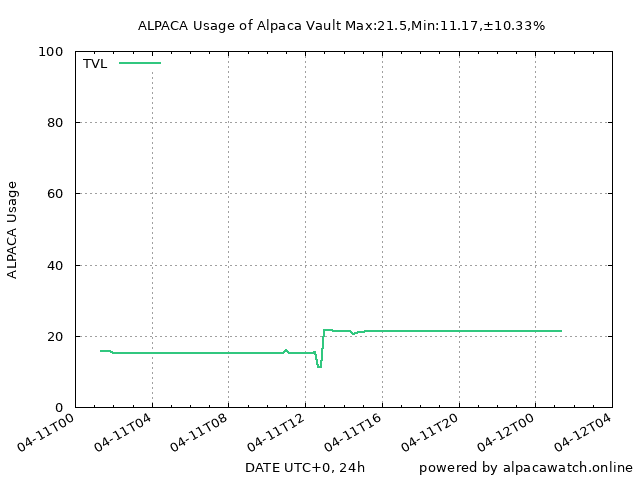 ALPACA Usage of Alpaca Vault Max:21.5,Min:11.17,±10.33%
TVL
100
80
60
40
20
0
ALPACA Usage
04-11T00
04-11T04
04-11T08
04-11T12
04-11T16
04-11T20
04-12T00
04-12T04
DATE UTC+0, 24h
powered by alpacawatch.online